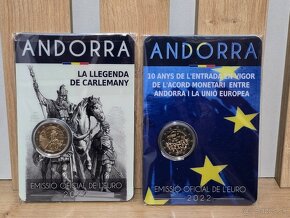 ANDORRA
LA LLEGENDA
DE CARLEMANY
EMISSIÓ OFICIAL DE L'EURO
2022
ANDORRA
10 ANYS DE L'ENTRADA EN VIGOR
DE L'ACORD MONETARI ENTRE
ANDORRA I LA UNIÓ EUROPEA
EMISSIÓ OFICIAL DE L'EURO
2022